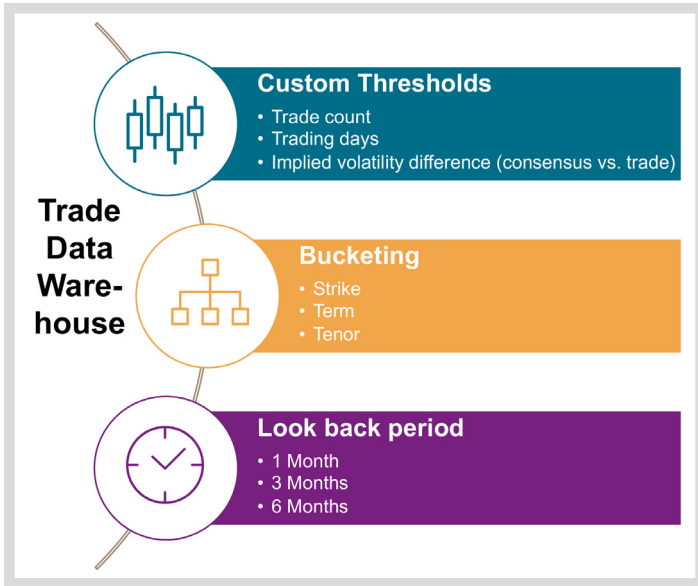 Trade
Data
Ware-
house
Custom Thresholds
• Trade count
• Trading days
• Implied volatility difference (consensus vs. trade)
Bucketing
• Strike
• Term
• Tenor
Look back period
• 1 Month
• 3 Months
• 6 Months